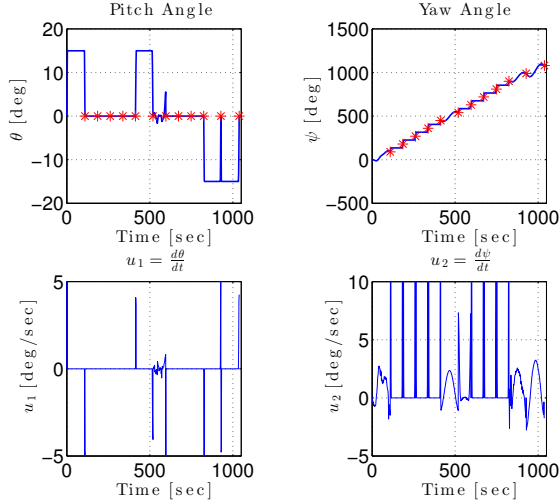 Pitch Angle
20
10
0
−10
−20
θ [deg]
0
500
1000
Time [sec]
Yaw Angle
1500
1000
500
0
−500
ψ [deg]
0
500
1000
Time [sec]
u₁ = dθ/dt
5
0
−5
u₁ [deg/sec]
0
500
1000
Time [sec]
u₂ = dψ/dt
10
5
0
−5
u₂ [deg/sec]
0
500
1000
Time [sec]